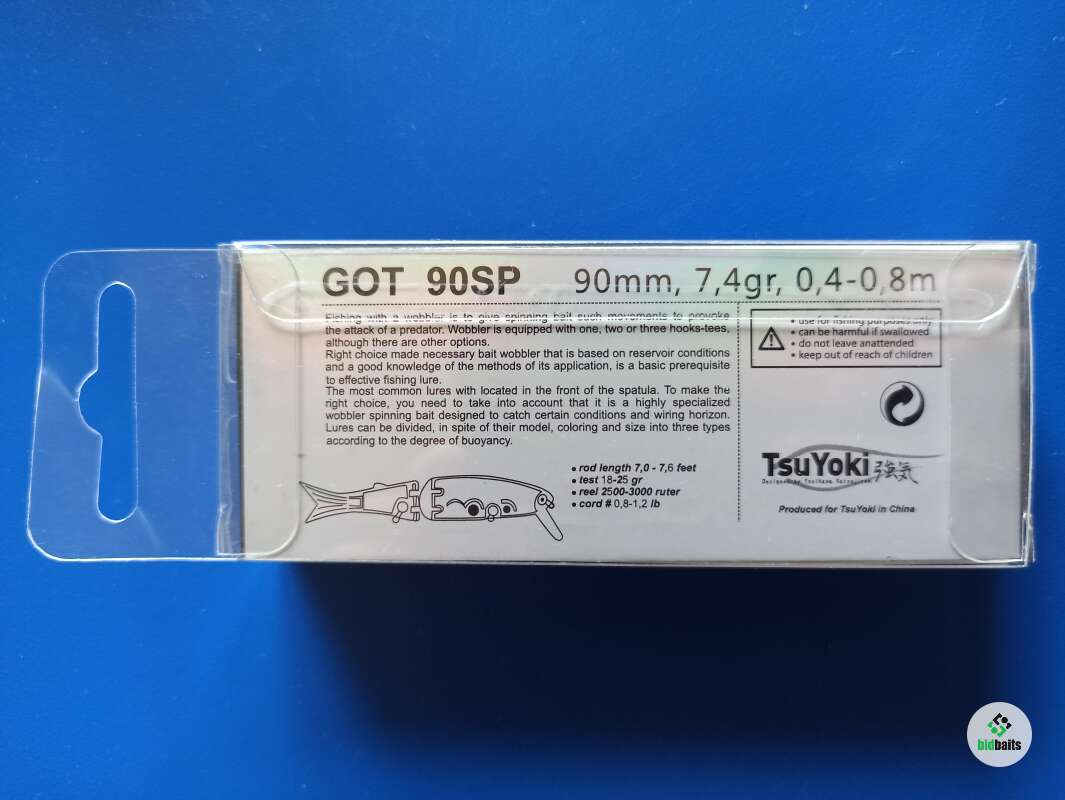 GOT 90SP 90mm, 7,4gr, 0,4-0,8m
Fishing with a wobbler is to give spinning bait such movements to provoke
the attack of a predator. Wobbler is equipped with one, two or three hooks-tees,
although there are other options.
Right choice made necessary bait wobbler that is based on reservoir conditions
and a good knowledge of the methods of its application, is a basic prerequisite
to effective fishing lure.
The most common lures with located in the front of the spatula. To make the
right choice, you need to take into account that it is a highly specialized
wobbler spinning bait designed to catch certain conditions and wiring horizon.
Lures can be divided, in spite of their model, coloring and size into three types
according to the degree of buoyancy.
• rod length 7,0 - 7,6 feet
• test 18-25 gr
• reel 2500-3000 ruter
• cord # 0,8-1,2 lb
• use for fishing purposes only
• can be harmful if swallowed
• do not leave anattended
• keep out of reach of children
TsuYoki 強気
Designed by
Produced for TsuYoki in China
bidbaits